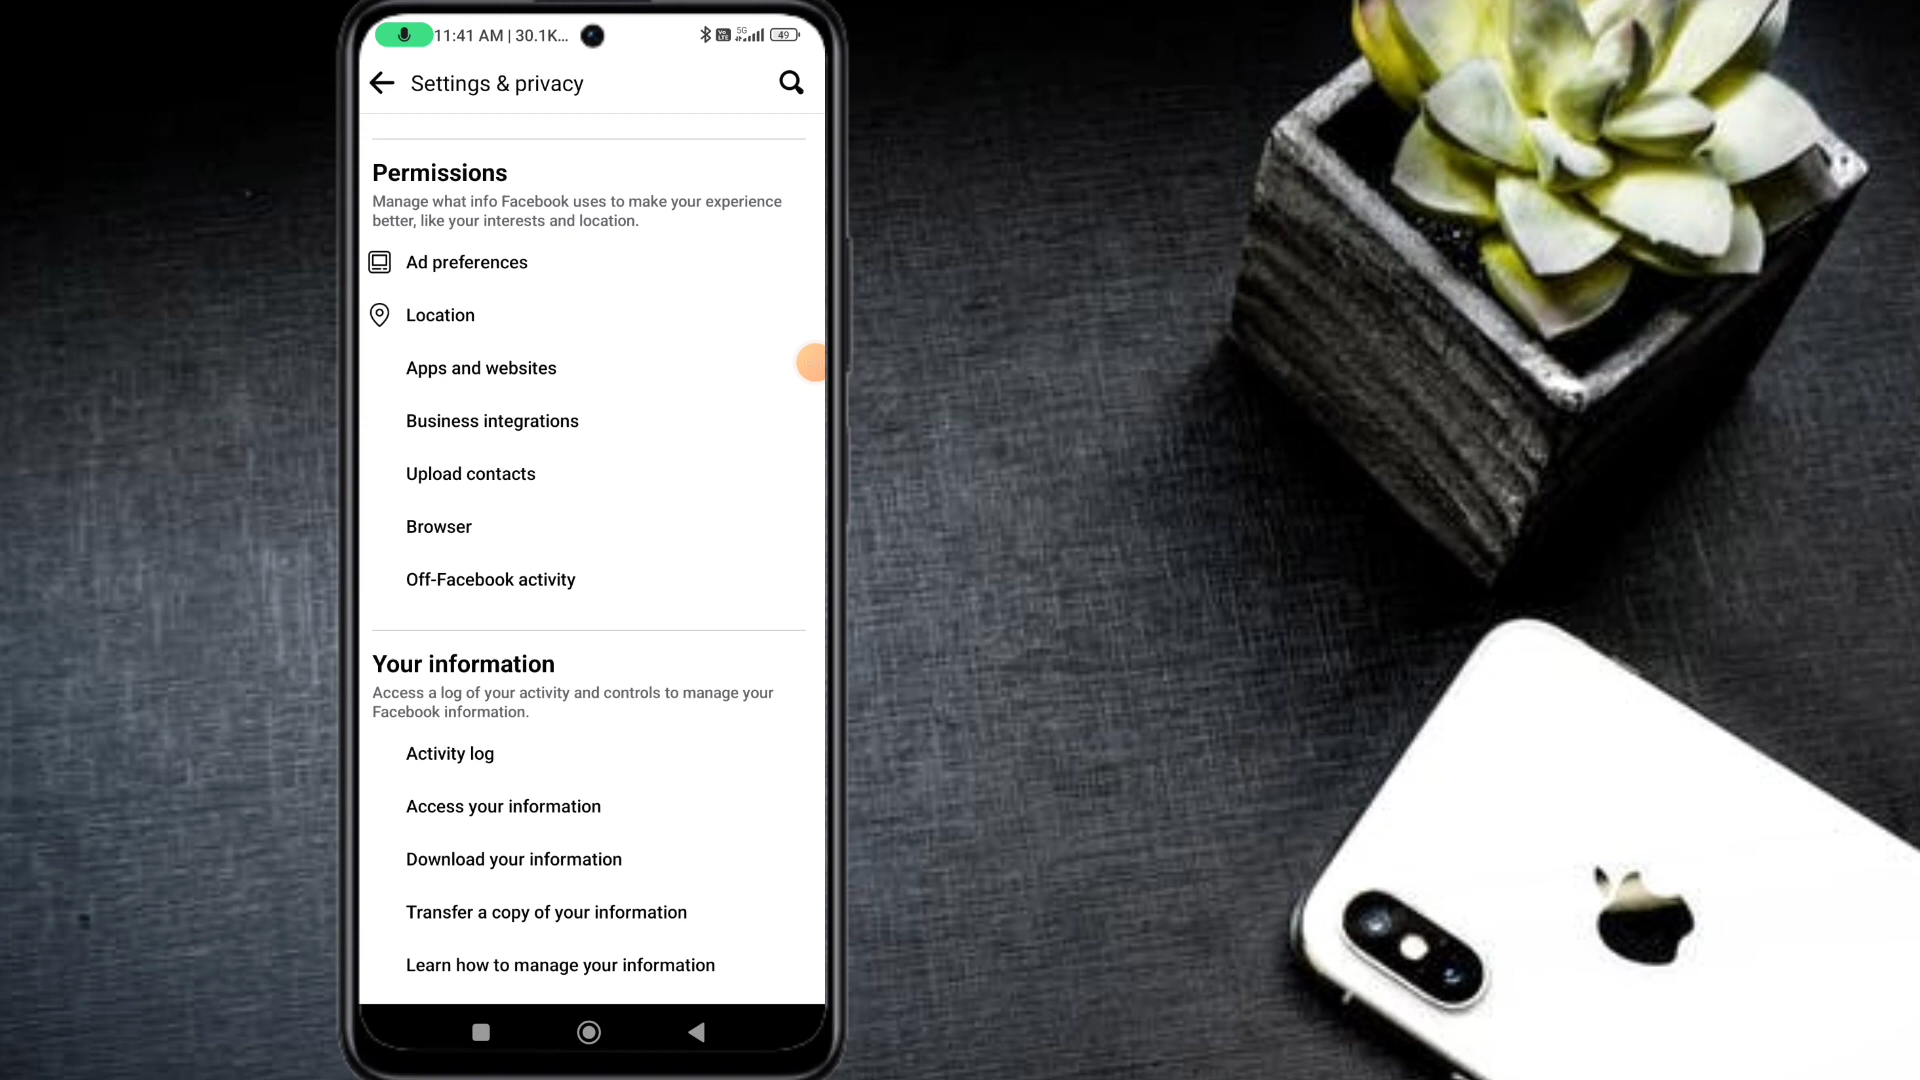 11:41 AM | 30.1K...
5G
49
Settings & privacy
Permissions
Manage what info Facebook uses to make your experience
better, like your interests and location.
Ad preferences
Location
Apps and websites
Business integrations
Upload contacts
Browser
Off-Facebook activity
Your information
Access a log of your activity and controls to manage your
Facebook information.
Activity log
Access your information
Download your information
Transfer a copy of your information
Learn how to manage your information